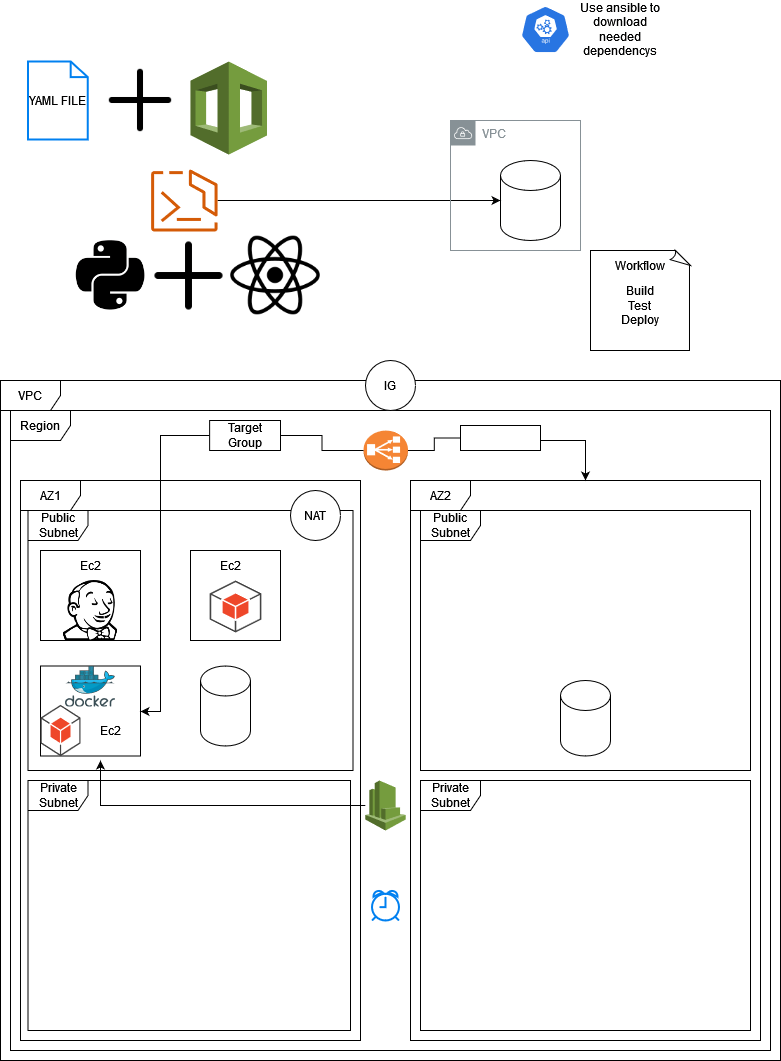 Use ansible to
download
needed
dependencys
api
YAML FILE
VPC
Workflow
Build
Test
Deploy
IG
VPC
Region
Target
Group
AZ1
AZ2
Public
Subnet
NAT
Public
Subnet
Ec2
Ec2
docker
Ec2
Private
Subnet
Private
Subnet